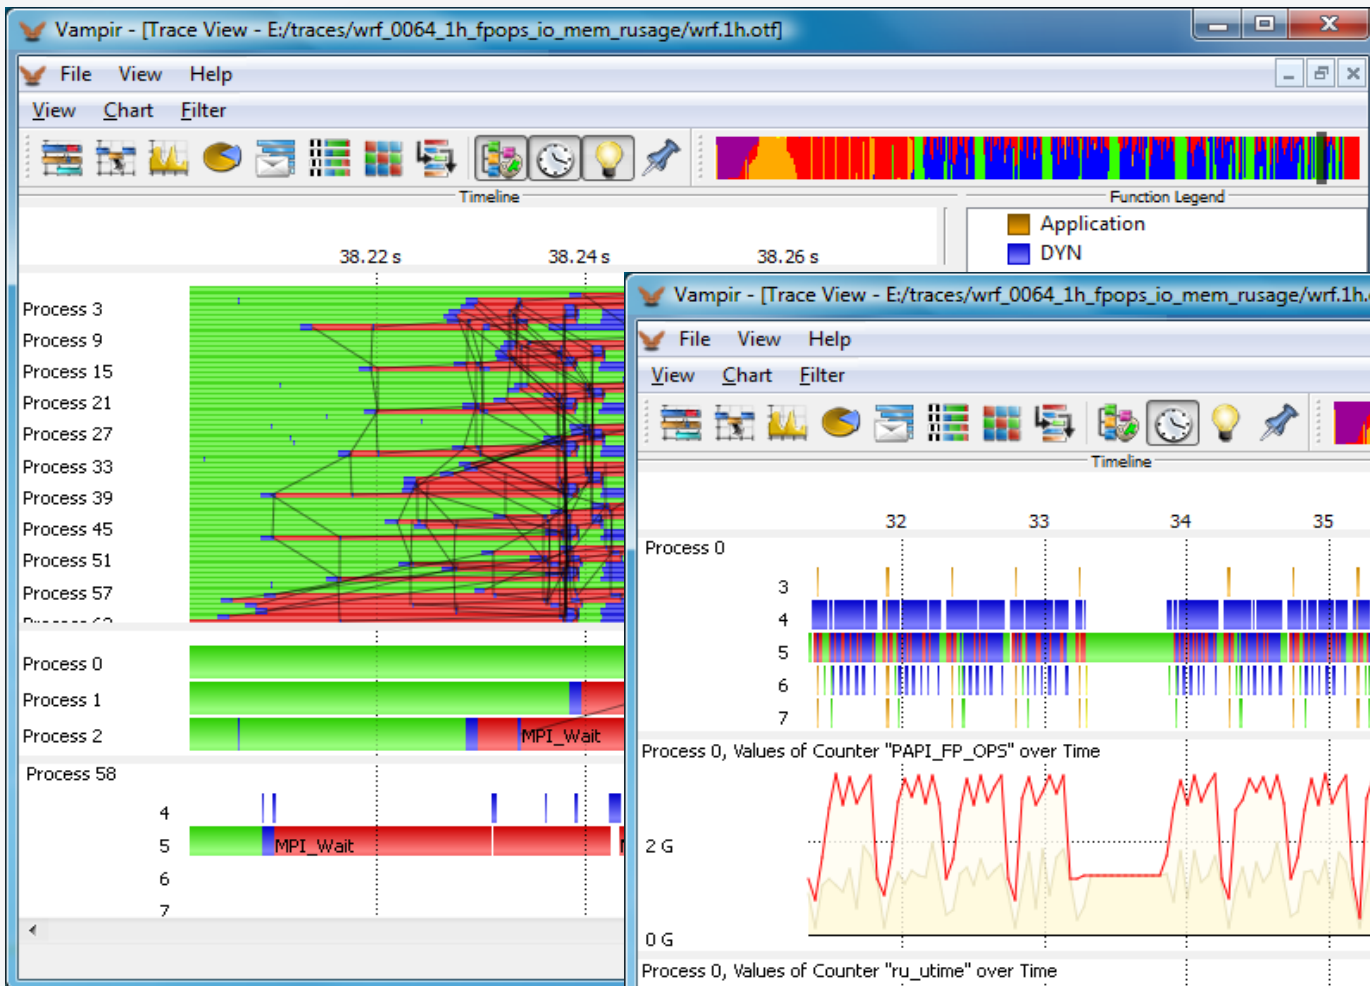 Vampir - [Trace View - E:/traces/wrf_0064_1h_fpops_io_mem_rusage/wrf.1h.otf]
File View Help
View Chart Filter
Timeline
Function Legend
Application
DYN
38.22 s 38.24 s 38.26 s
Process 3
Process 9
Process 15
Process 21
Process 27
Process 33
Process 39
Process 45
Process 51
Process 57
Process 0
Process 1
Process 2
MPI_Wait
Process 58
4
5
MPI_Wait
6
7
Vampir - [Trace View - E:/traces/wrf_0064_1h_fpops_io_mem_rusage/wrf.1h.
File View Help
View Chart Filter
Timeline
32 33 34 35
Process 0
3
4
5
6
7
Process 0, Values of Counter "PAPI_FP_OPS" over Time
2 G
0 G
Process 0, Values of Counter "ru_utime" over Time